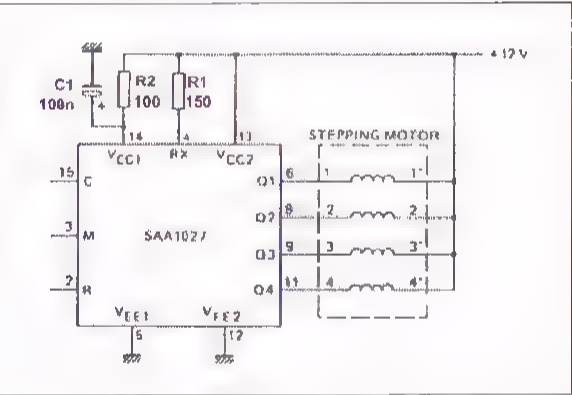 + 12 V
C1
100n
+
R2
100
R1
150
14
4
13
VCC1
RX
VCC2
STEPPING MOTOR
15
C
Q1
6
1
1'
3
M
SAA1027
Q2
8
2
2'
Q3
9
3
3'
2
R
Q4
11
4
4'
VEE1
VEE2
5
12